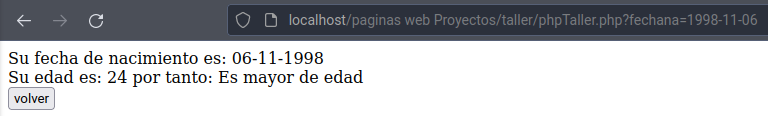 localhost/paginas web Proyectos/taller/phpTaller.php?fechana=1998-11-06
Su fecha de nacimiento es: 06-11-1998
Su edad es: 24 por tanto: Es mayor de edad
volver